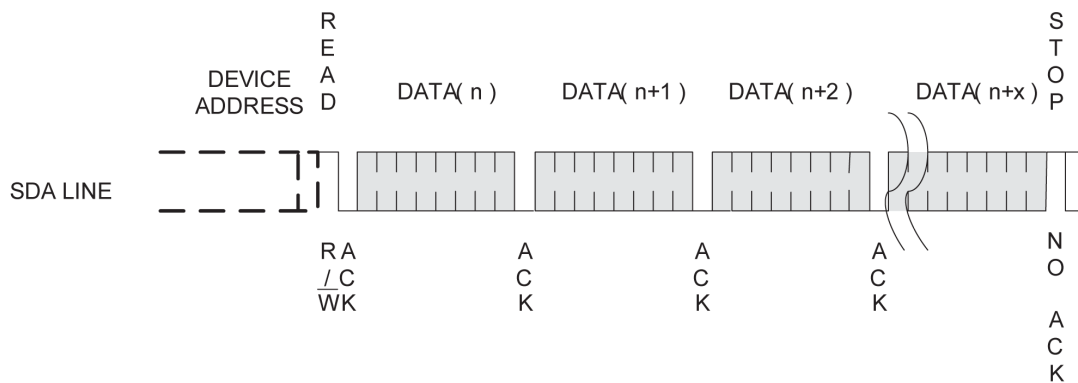 READ
STOP
DEVICE
ADDRESS
DATA( n )
DATA( n+1 )
DATA( n+2 )
DATA( n+x )
SDA LINE
R/W
ACK
ACK
ACK
ACK
NO ACK